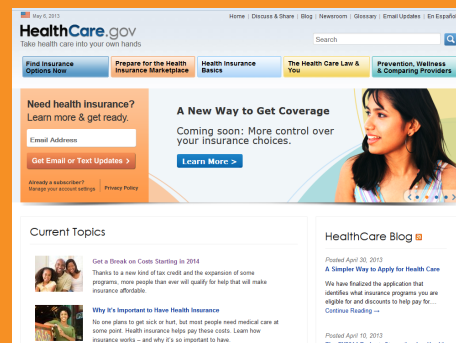 May 6, 2013
Home | Discuss & Share | Blog | Newsroom | Glossary | Email Updates | En Español
HealthCare.gov
Take health care into your own hands
Search
Find Insurance
Options Now
Prepare for the Health
Insurance Marketplace
Health Insurance
Basics
The Health Care Law &
You
Prevention, Wellness
& Comparing Providers
Need health insurance?
Learn more & get ready.
Email Address
Get Email or Text Updates >
Already a subscriber?
Manage your account settings
Privacy Policy
A New Way to Get Coverage
Coming soon: More control over
your insurance choices.
Learn More >
Current Topics
Get a Break on Costs Starting in 2014
Thanks to a new kind of tax credit and the expansion of some
programs, more people than ever will qualify for help that will make
insurance affordable
Why It's Important to Have Health Insurance
No one plans to get sick or hurt, but most people need medical care at
some point. Health insurance helps pay these costs. Learn how
insurance works – and why it's so important to have.
HealthCare Blog
Posted April 30, 2013
A Simpler Way to Apply for Health Care
We have finalized the application that
identifies what insurance programs you are
eligible for and discounts to help pay for....
Continue Reading →
Posted April 10, 2013